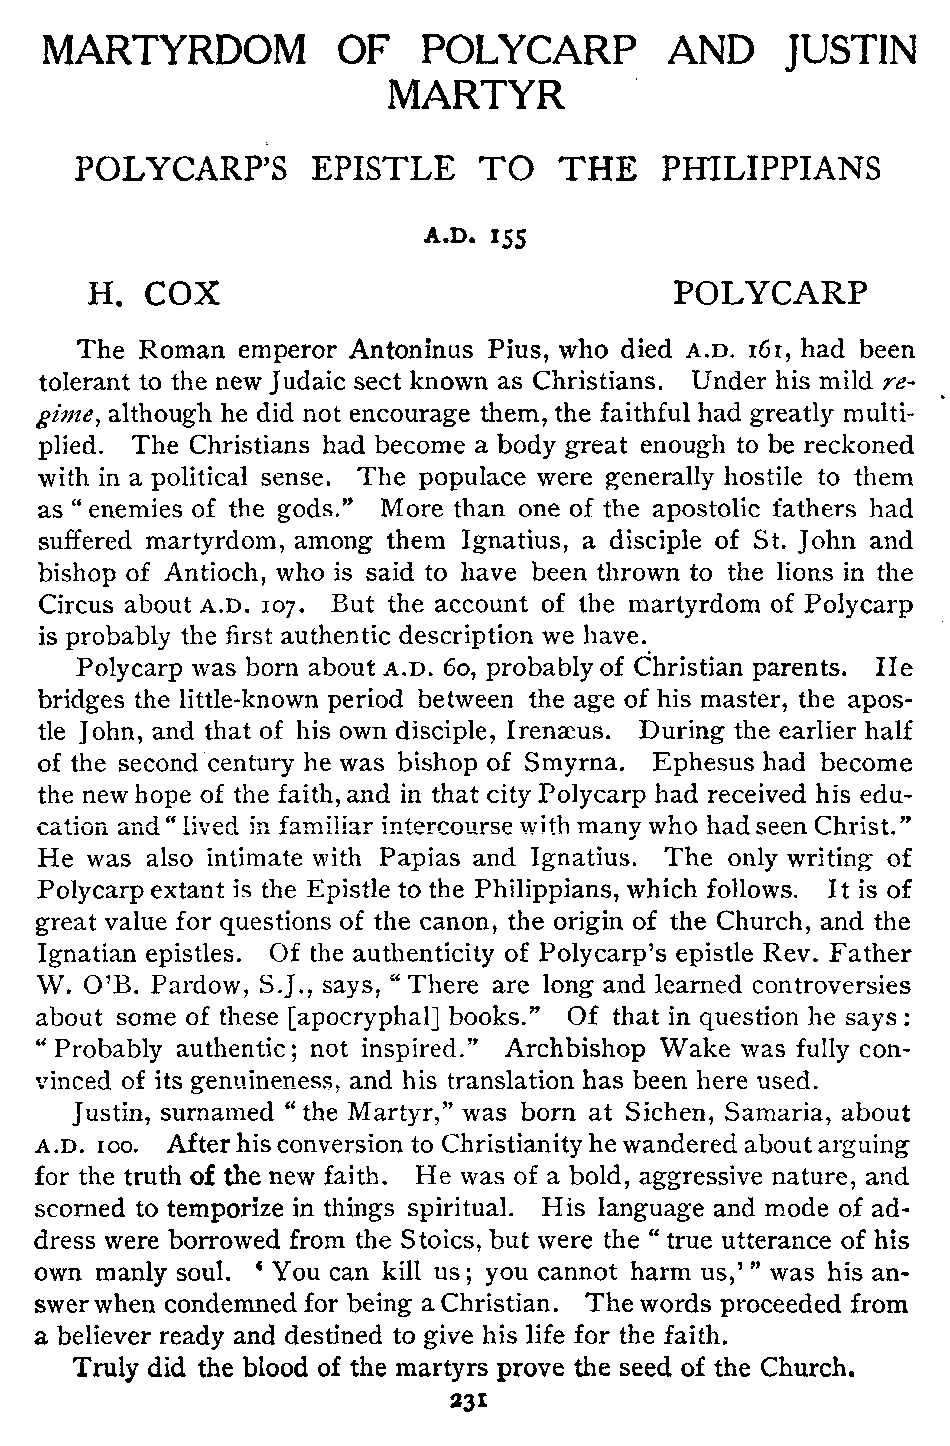 MARTYRDOM OF POLYCARP AND JUSTIN
MARTYR
POLYCARP'S EPISTLE TO THE PHILIPPIANS
A.D. 155
H. COX POLYCARP
The Roman emperor Antoninus Pius, who died A.D. 161, had been
tolerant to the new Judaic sect known as Christians. Under his mild re-
gime, although he did not encourage them, the faithful had greatly multi-
plied. The Christians had become a body great enough to be reckoned
with in a political sense. The populace were generally hostile to them
as "enemies of the gods." More than one of the apostolic fathers had
suffered martyrdom, among them Ignatius, a disciple of St. John and
bishop of Antioch, who is said to have been thrown to the lions in the
Circus about A.D. 107. But the account of the martyrdom of Polycarp
is probably the first authentic description we have.
Polycarp was born about A.D. 60, probably of Christian parents. He
bridges the little-known period between the age of his master, the apos-
tle John, and that of his own disciple, Irenæus. During the earlier half
of the second century he was bishop of Smyrna. Ephesus had become
the new hope of the faith, and in that city Polycarp had received his edu-
cation and "lived in familiar intercourse with many who had seen Christ."
He was also intimate with Papias and Ignatius. The only writing of
Polycarp extant is the Epistle to the Philippians, which follows. It is of
great value for questions of the canon, the origin of the Church, and the
Ignatian epistles. Of the authenticity of Polycarp's epistle Rev. Father
W. O'B. Pardow, S.J., says, "There are long and learned controversies
about some of these [apocryphal] books." Of that in question he says:
"Probably authentic; not inspired." Archbishop Wake was fully con-
vinced of its genuineness, and his translation has been here used.
Justin, surnamed "the Martyr," was born at Sichen, Samaria, about
A.D. 100. After his conversion to Christianity he wandered about arguing
for the truth of the new faith. He was of a bold, aggressive nature, and
scorned to temporize in things spiritual. His language and mode of ad-
dress were borrowed from the Stoics, but were the "true utterance of his
own manly soul. 'You can kill us; you cannot harm us,'" was his an-
swer when condemned for being a Christian. The words proceeded from
a believer ready and destined to give his life for the faith.
Truly did the blood of the martyrs prove the seed of the Church.
231